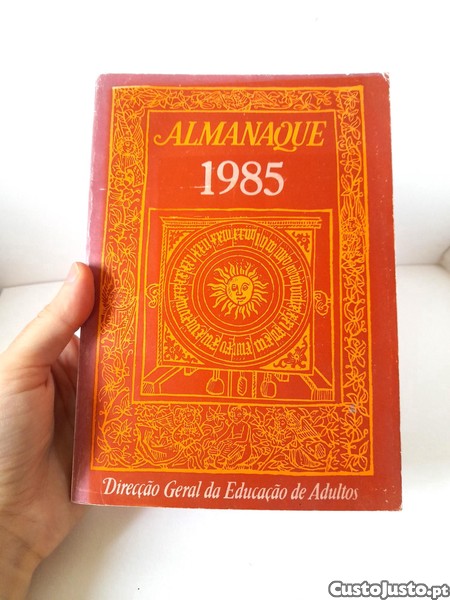 ALMANAQUE
1985
Direcção Geral da Educação de Adultos
CustoJusto.pt